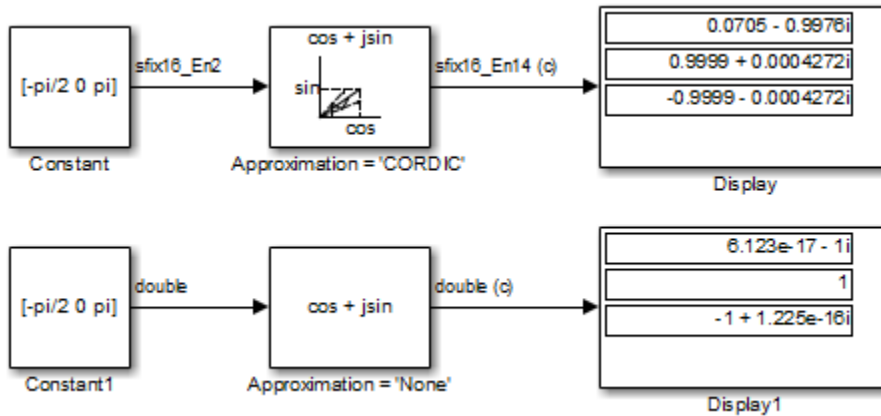 [-pi/2 0 pi]
Constant
sfix16_En2
cos + jsin
sin
cos
Approximation = 'CORDIC'
sfix16_En14 (c)
0.0705 - 0.9976i
0.9999 + 0.0004272i
-0.9999 - 0.0004272i
Display
[-pi/2 0 pi]
Constant1
double
cos + jsin
Approximation = 'None'
double (c)
6.123e-17 - 1i
1
-1 + 1.225e-16i
Display1